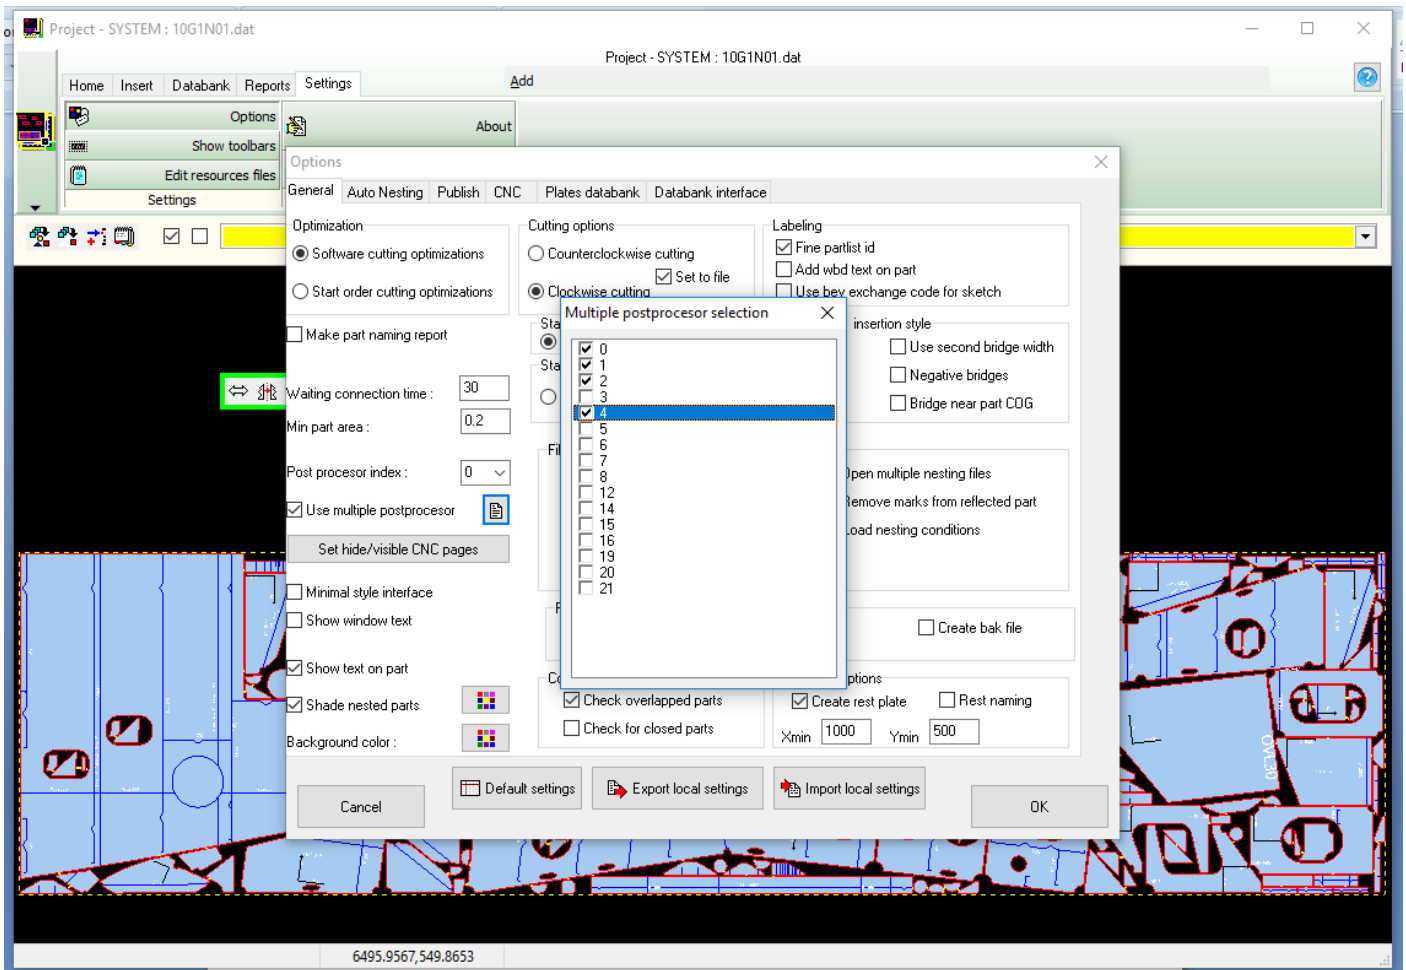 Project - SYSTEM : 10G1N01.dat
Project - SYSTEM : 10G1N01.dat
Home Insert Databank Reports Settings Add
Options
About
Show toolbars
Edit resources files
Settings
Options
General Auto Nesting Publish CNC Plates databank Databank interface
Optimization
Software cutting optimizations
Start order cutting optimizations
Cutting options
Counterclockwise cutting
Set to file
Clockwise cutting
Labeling
Fine partlist id
Add wbd text on part
Use bev exchange code for sketch
Make part naming report
Waiting connection time : 30
Min part area : 0.2
Post procesor index : 0
Use multiple postprocesor
Set hide/visible CNC pages
Minimal style interface
Show window text
Show text on part
Shade nested parts
Background color :
Sta
Sta
Fil
Multiple postprocesor selection
0
1
2
3
4
5
6
7
8
12
14
15
16
19
20
21
insertion style
Use second bridge width
Negative bridges
Bridge near part COG
pen multiple nesting files
emove marks from reflected part
oad nesting conditions
Create bak file
Co
Check overlapped parts
Check for closed parts
ptions
Create rest plate
Rest naming
Xmin 1000 Ymin 500
Cancel
Default settings
Export local settings
Import local settings
OK
OVL30
6495.9567,549.8653